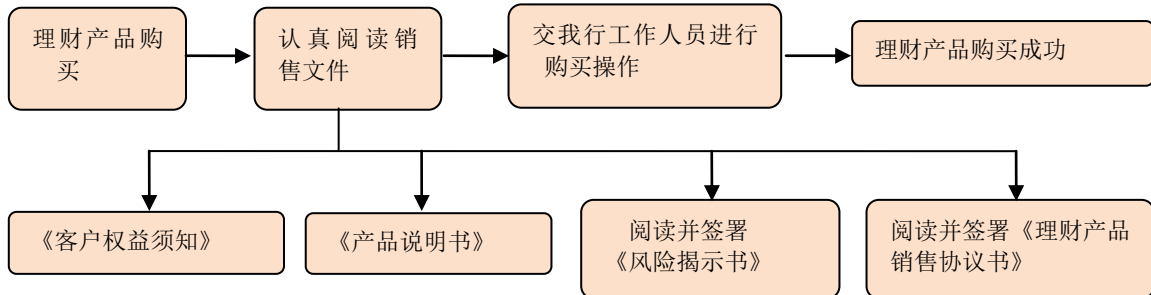 理财产品购
买
认真阅读销
售文件
交我行工作人员进行
购买操作
理财产品购买成功
《客户权益须知》
《产品说明书》
阅读并签署
《风险揭示书》
阅读并签署《理财产品
销售协议书》